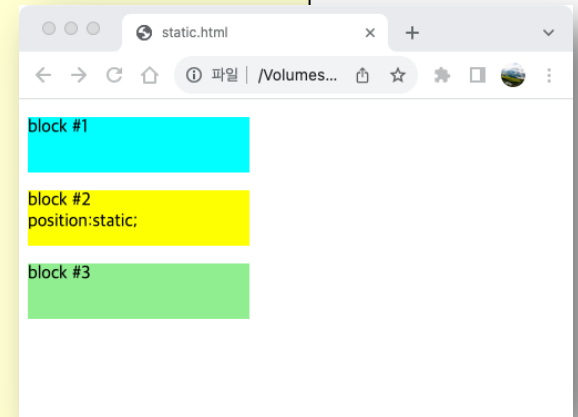 static.html
파일 | /Volumes...
block #1
block #2
position:static;
block #3